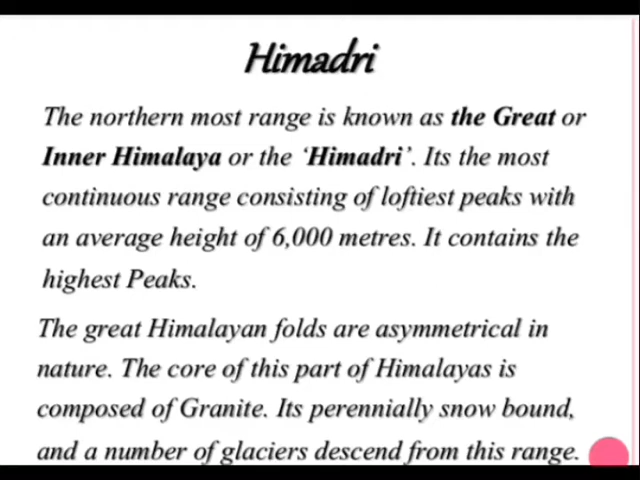 Himadri
The northern most range is known as the Great or
Inner Himalaya or the ‘Himadri’. Its the most
continuous range consisting of loftiest peaks with
an average height of 6,000 metres. It contains the
highest Peaks.
The great Himalayan folds are asymmetrical in
nature. The core of this part of Himalayas is
composed of Granite. Its perennially snow bound,
and a number of glaciers descend from this range.